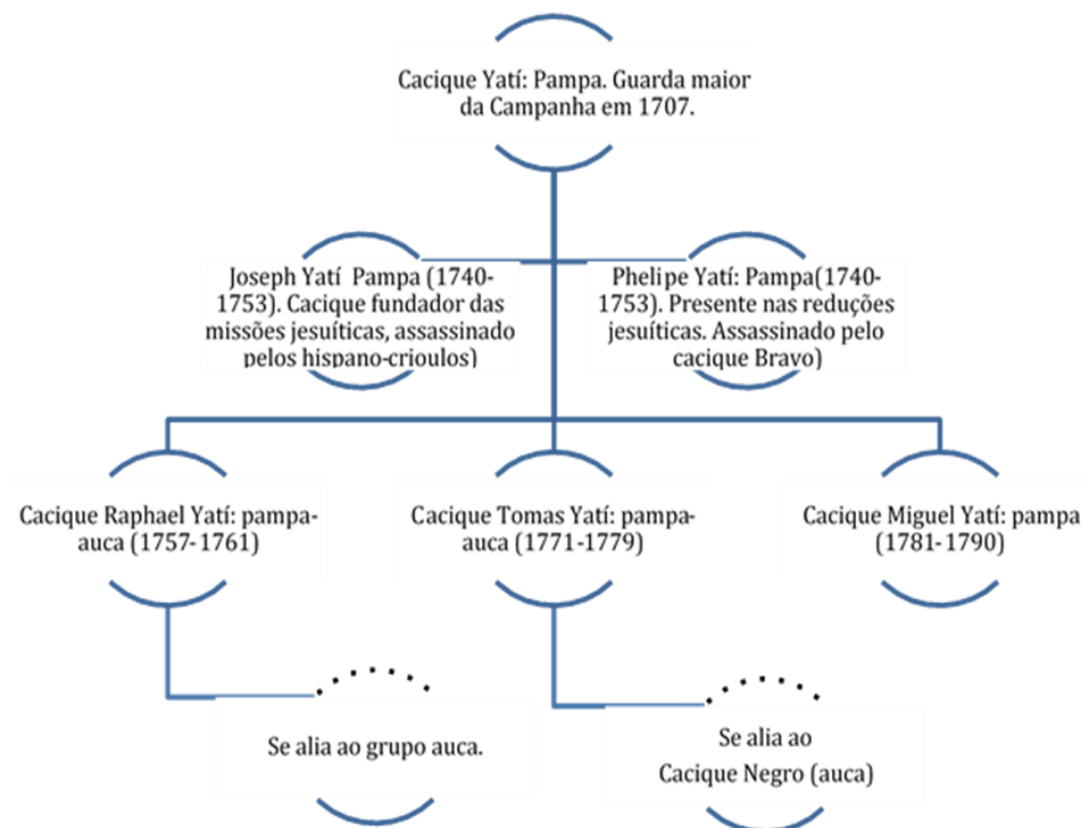 Cacique Yatí: Pampa. Guarda maior
da Campanha em 1707.
Joseph Yatí Pampa (1740-
1753). Cacique fundador das
missões jesuíticas, assassinado
pelos hispano-crioulos)
Phelipe Yatí: Pampa(1740-
1753). Presente nas reduções
jesuíticas. Assassinado pelo
cacique Bravo)
Cacique Raphael Yatí: pampa-
auca (1757-1761)
Cacique Tomas Yatí: pampa-
auca (1771-1779)
Cacique Miguel Yatí: pampa
(1781-1790)
Se alia ao grupo auca.
Se alia ao
Cacique Negro (auca)